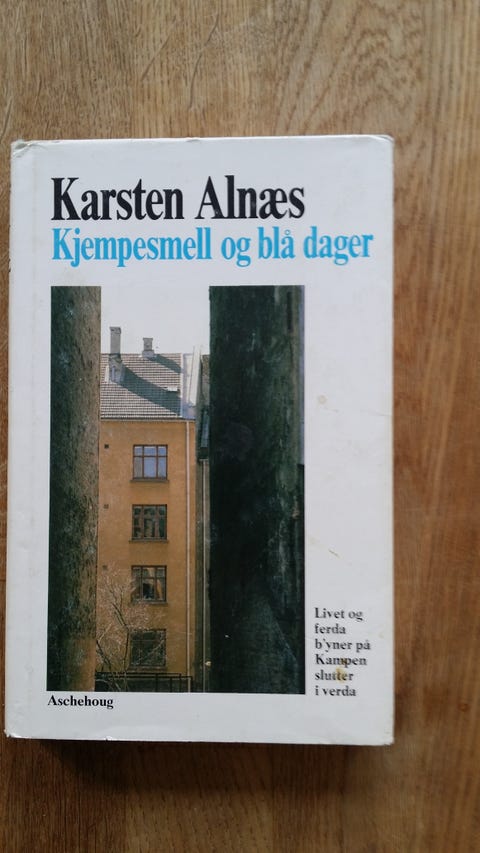 Karsten Alnæs
Kjempesmell og blå dager
Livet og
ferda
b'yner på
Kampen
slutter
i verda
Aschehoug